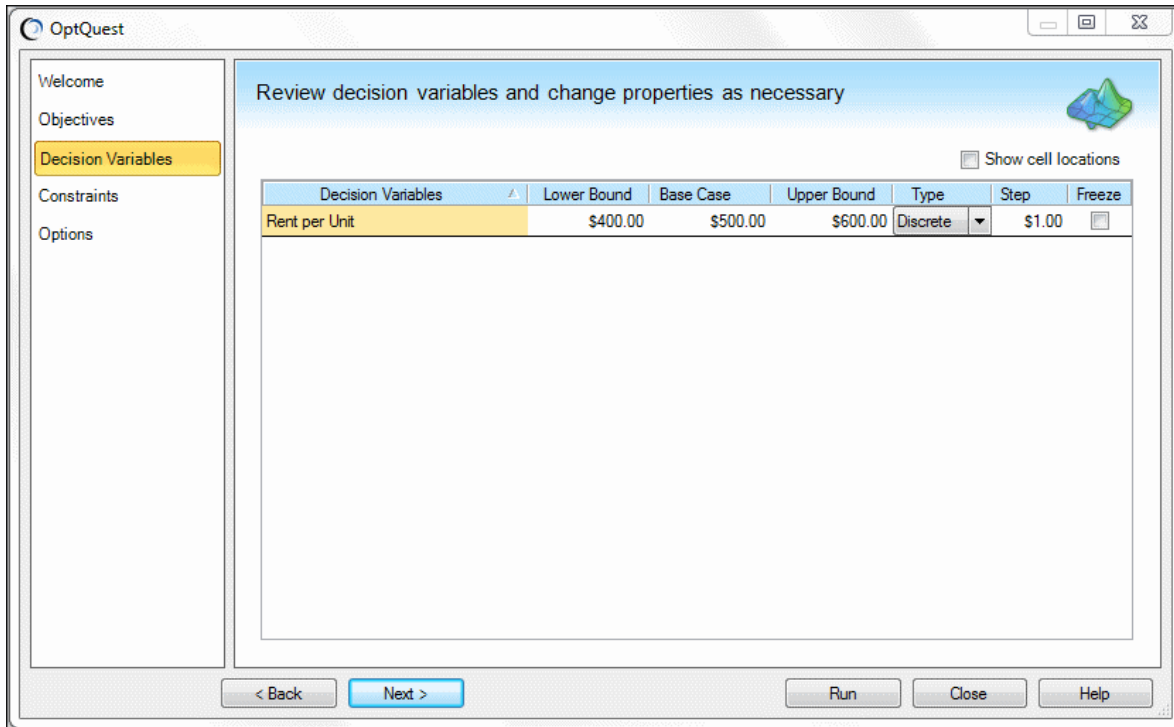 OptQuest
Welcome
Objectives
Decision Variables
Constraints
Options
Review decision variables and change properties as necessary
Show cell locations
Decision Variables Lower Bound Base Case Upper Bound Type Step Freeze
Rent per Unit $400.00 $500.00 $600.00 Discrete $1.00
< Back Next > Run Close Help